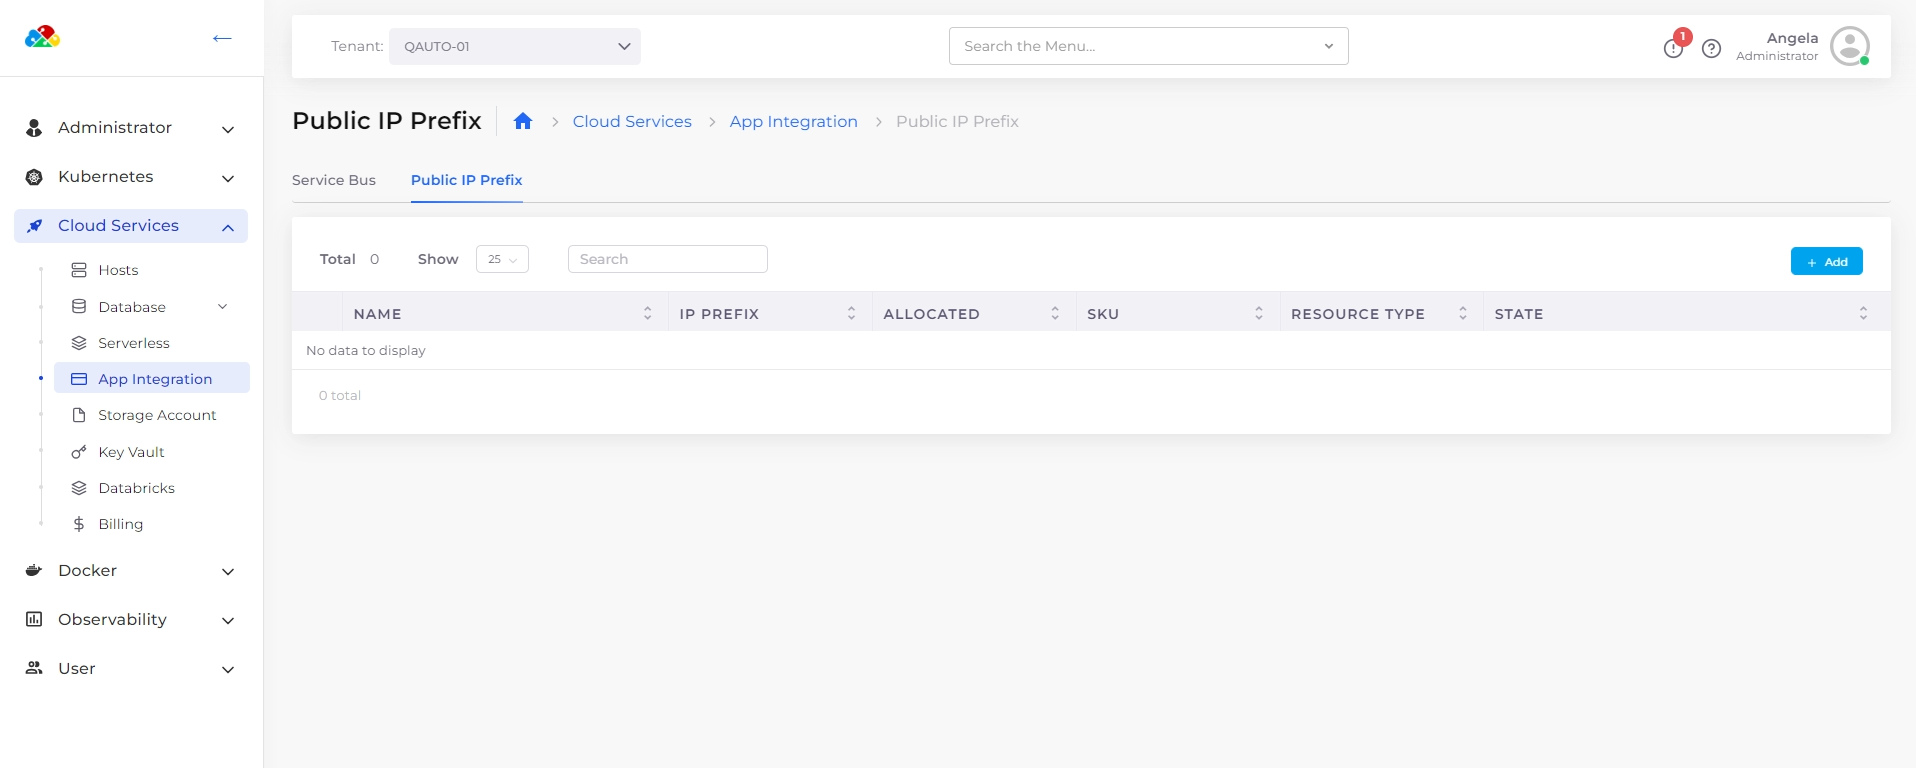 Tenant: QAUTO-01
Search the Menu...
1
Angela
Administrator
Administrator
Kubernetes
Cloud Services
Hosts
Database
Serverless
App Integration
Storage Account
Key Vault
Databricks
Billing
Docker
Observability
User
Public IP Prefix
Cloud Services > App Integration > Public IP Prefix
Service Bus Public IP Prefix
Total 0 Show 25 Search
+ Add
NAME IP PREFIX ALLOCATED SKU RESOURCE TYPE STATE
No data to display
0 total